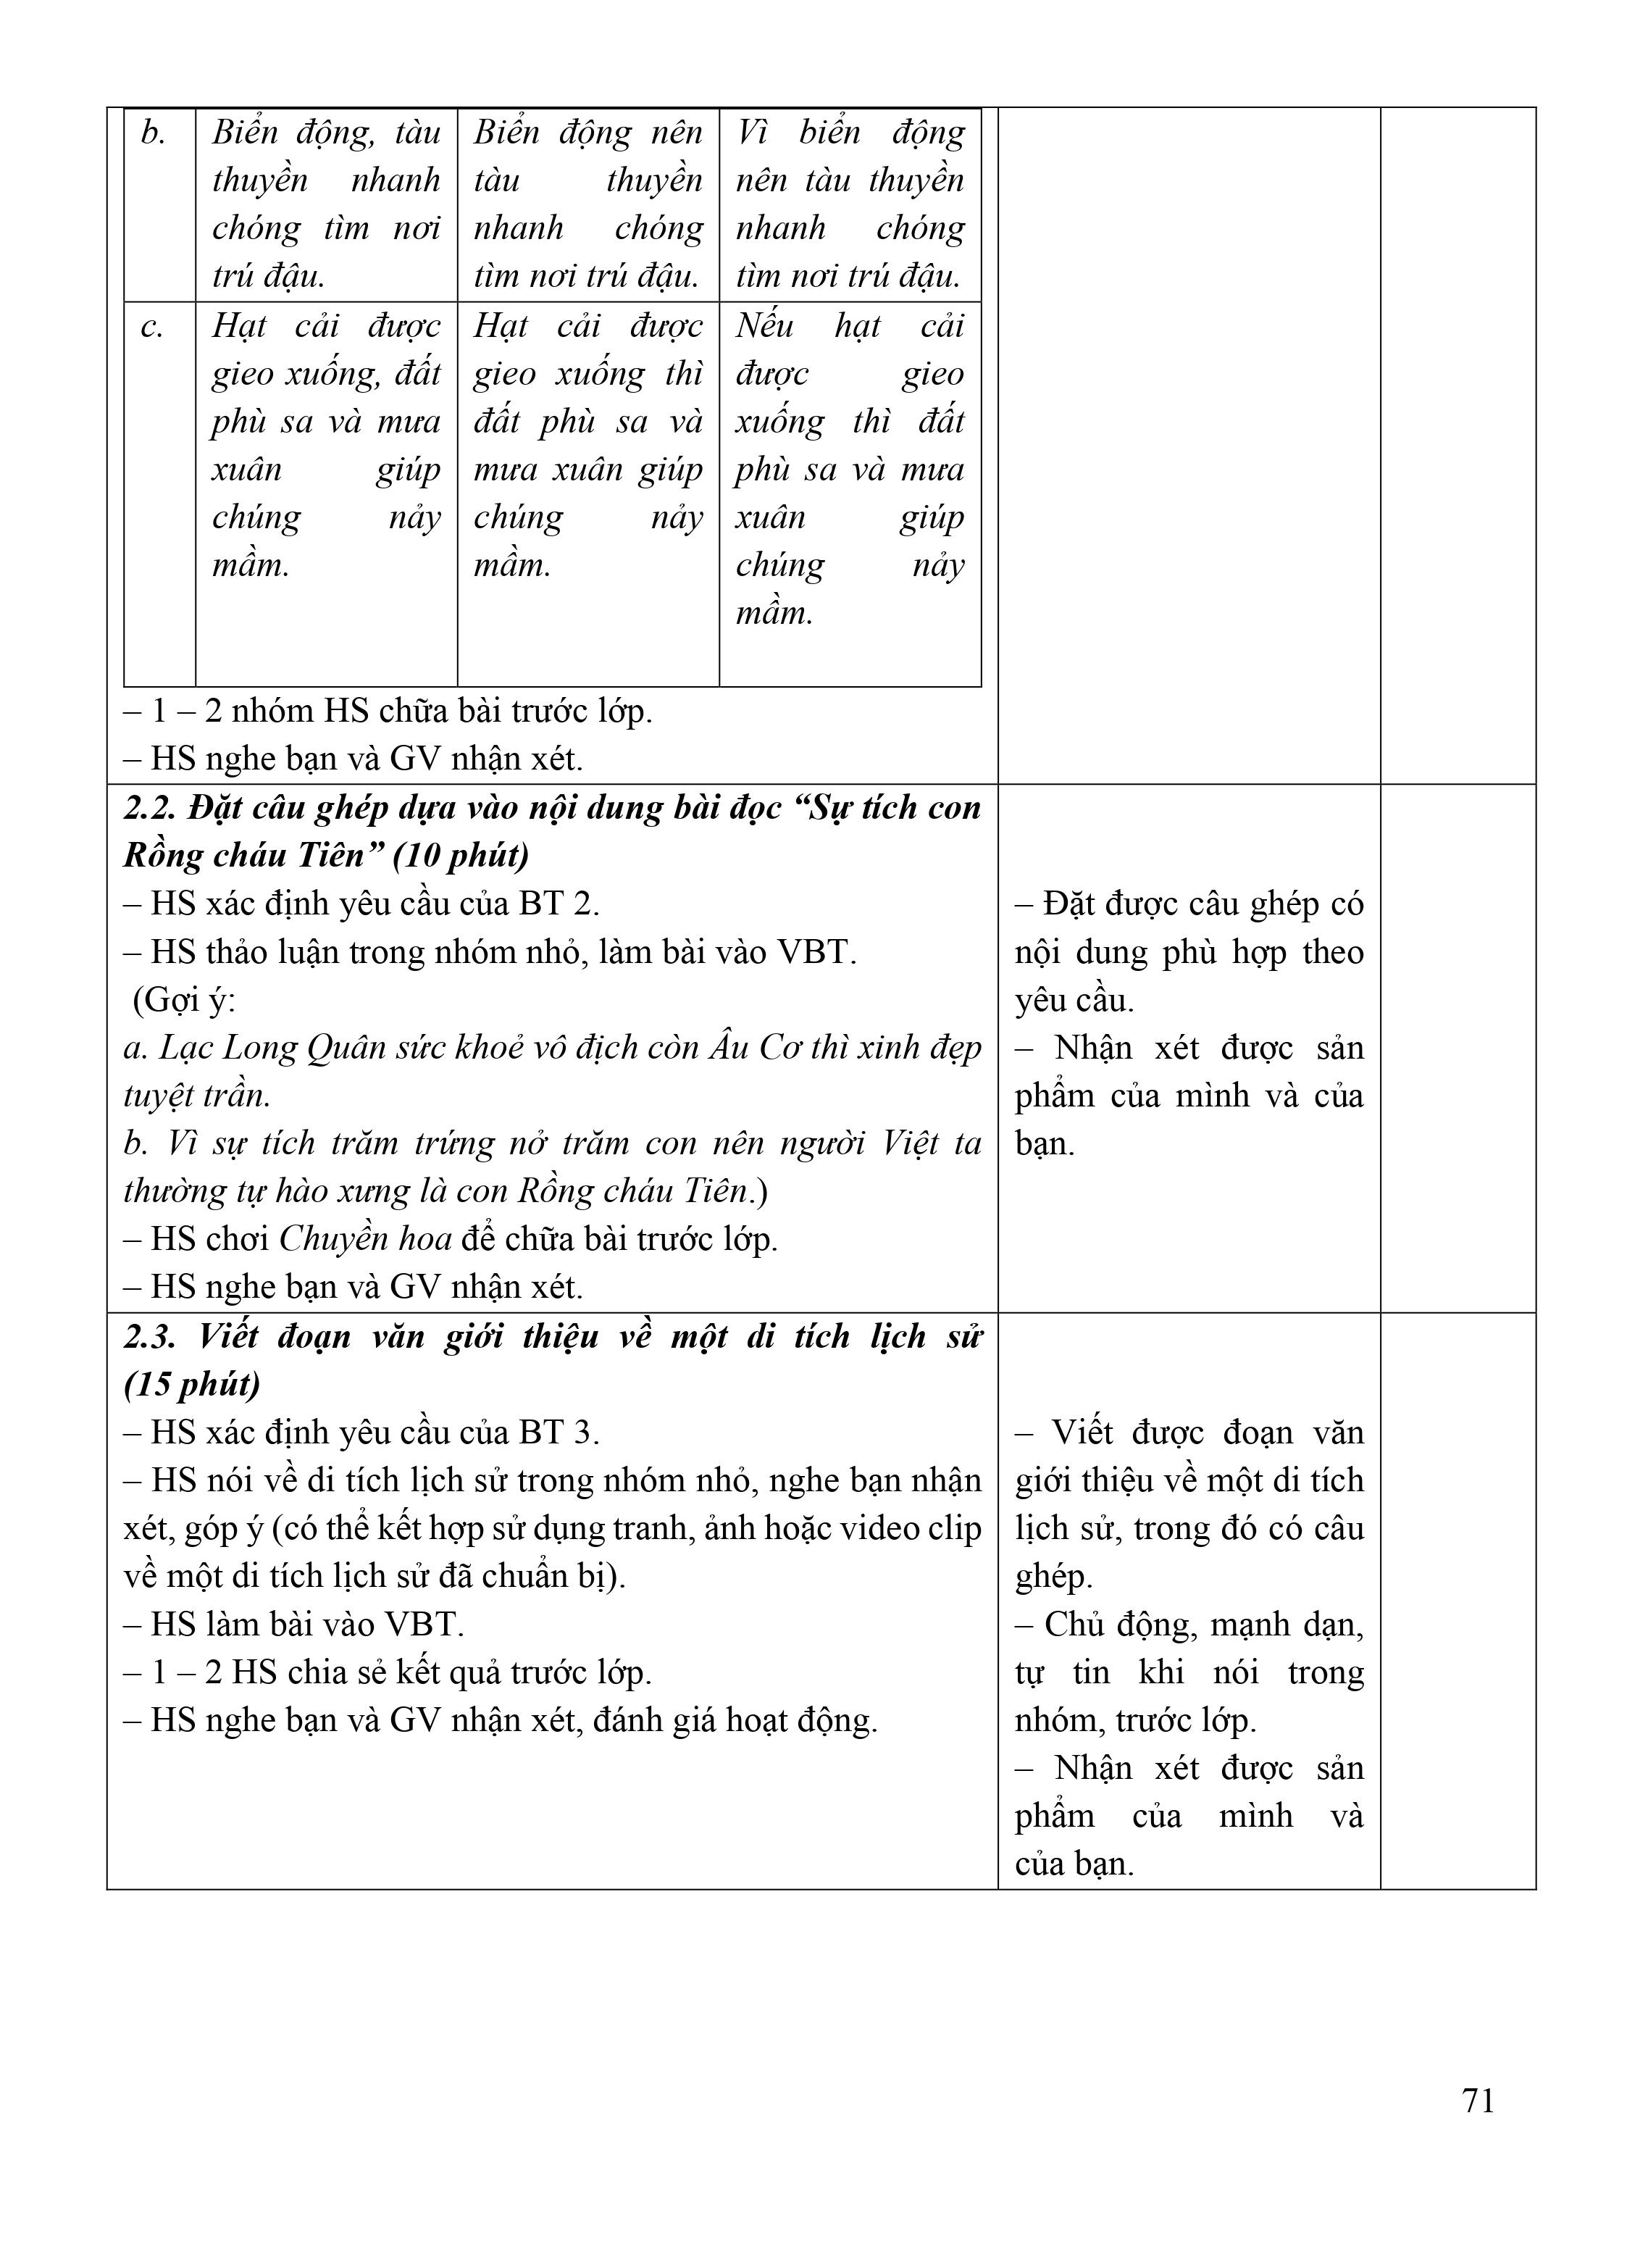 b.
Biển động, tàu
thuyền nhanh
chóng tìm nơi
trú đậu.
Biển động nên
tàu thuyền
nhanh chóng
tìm nơi trú đậu.
Vì biển động
nên tàu thuyền
nhanh chóng
tìm nơi trú đậu.
c.
Hạt cải được
gieo xuống, đất
phù sa và mưa
xuân giúp
chúng nảy
mầm.
Hạt cải được
gieo xuống thì
đất phù sa và
mưa xuân giúp
chúng nảy
mầm.
Nếu hạt cải
được gieo
xuống thì đất
phù sa và mưa
xuân giúp
chúng nảy
mầm.
– 1 – 2 nhóm HS chữa bài trước lớp.
– HS nghe bạn và GV nhận xét.
2.2. Đặt câu ghép dựa vào nội dung bài đọc “Sự tích con
Rồng cháu Tiên” (10 phút)
– HS xác định yêu cầu của BT 2.
– HS thảo luận trong nhóm nhỏ, làm bài vào VBT.
(Gợi ý:
a. Lạc Long Quân sức khoẻ vô địch còn Âu Cơ thì xinh đẹp
tuyệt trần.
b. Vì sự tích trăm trứng nở trăm con nên người Việt ta
thường tự hào xưng là con Rồng cháu Tiên.)
– HS chơi Chuyền hoa để chữa bài trước lớp.
– HS nghe bạn và GV nhận xét.
– Đặt được câu ghép có
nội dung phù hợp theo
yêu cầu.
– Nhận xét được sản
phẩm của mình và của
bạn.
2.3. Viết đoạn văn giới thiệu về một di tích lịch sử
(15 phút)
– HS xác định yêu cầu của BT 3.
– HS nói về di tích lịch sử trong nhóm nhỏ, nghe bạn nhận
xét, góp ý (có thể kết hợp sử dụng tranh, ảnh hoặc video clip
về một di tích lịch sử đã chuẩn bị).
– HS làm bài vào VBT.
– 1 – 2 HS chia sẻ kết quả trước lớp.
– HS nghe bạn và GV nhận xét, đánh giá hoạt động.
– Viết được đoạn văn
giới thiệu về một di tích
lịch sử, trong đó có câu
ghép.
– Chủ động, mạnh dạn,
tự tin khi nói trong
nhóm, trước lớp.
– Nhận xét được sản
phẩm của mình và
của bạn.
71